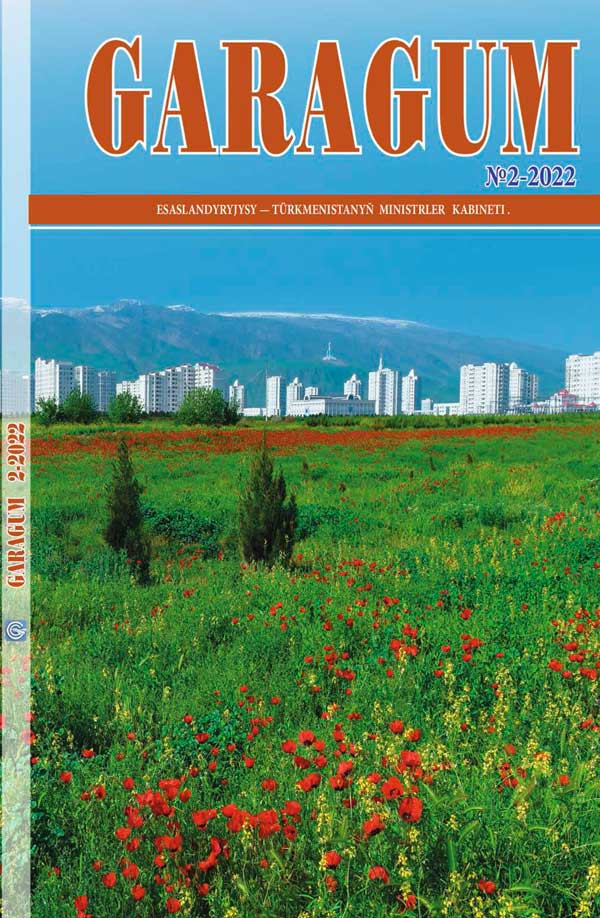 GARAGUM
№2-2022
ESASLANDYRYJYSY – TÜRKMENISTANYŇ MINISTRLER KABINETI.
GARAGUM 2-2022